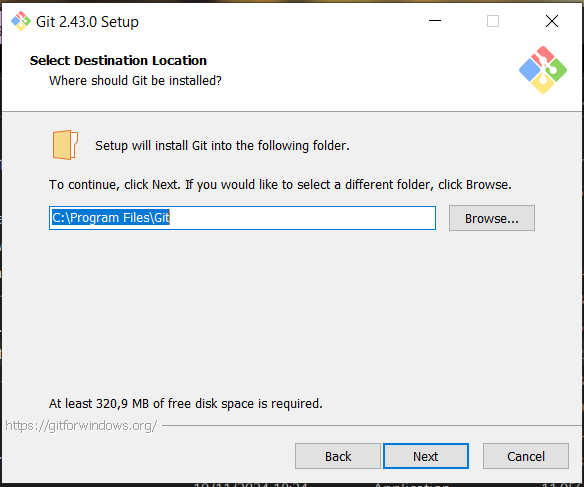 Git 2.43.0 Setup
Select Destination Location
Where should Git be installed?
Setup will install Git into the following folder.
To continue, click Next. If you would like to select a different folder, click Browse.
C:\Program Files\Git
Browse...
At least 320,9 MB of free disk space is required.
https://gitforwindows.org/
Back
Next
Cancel